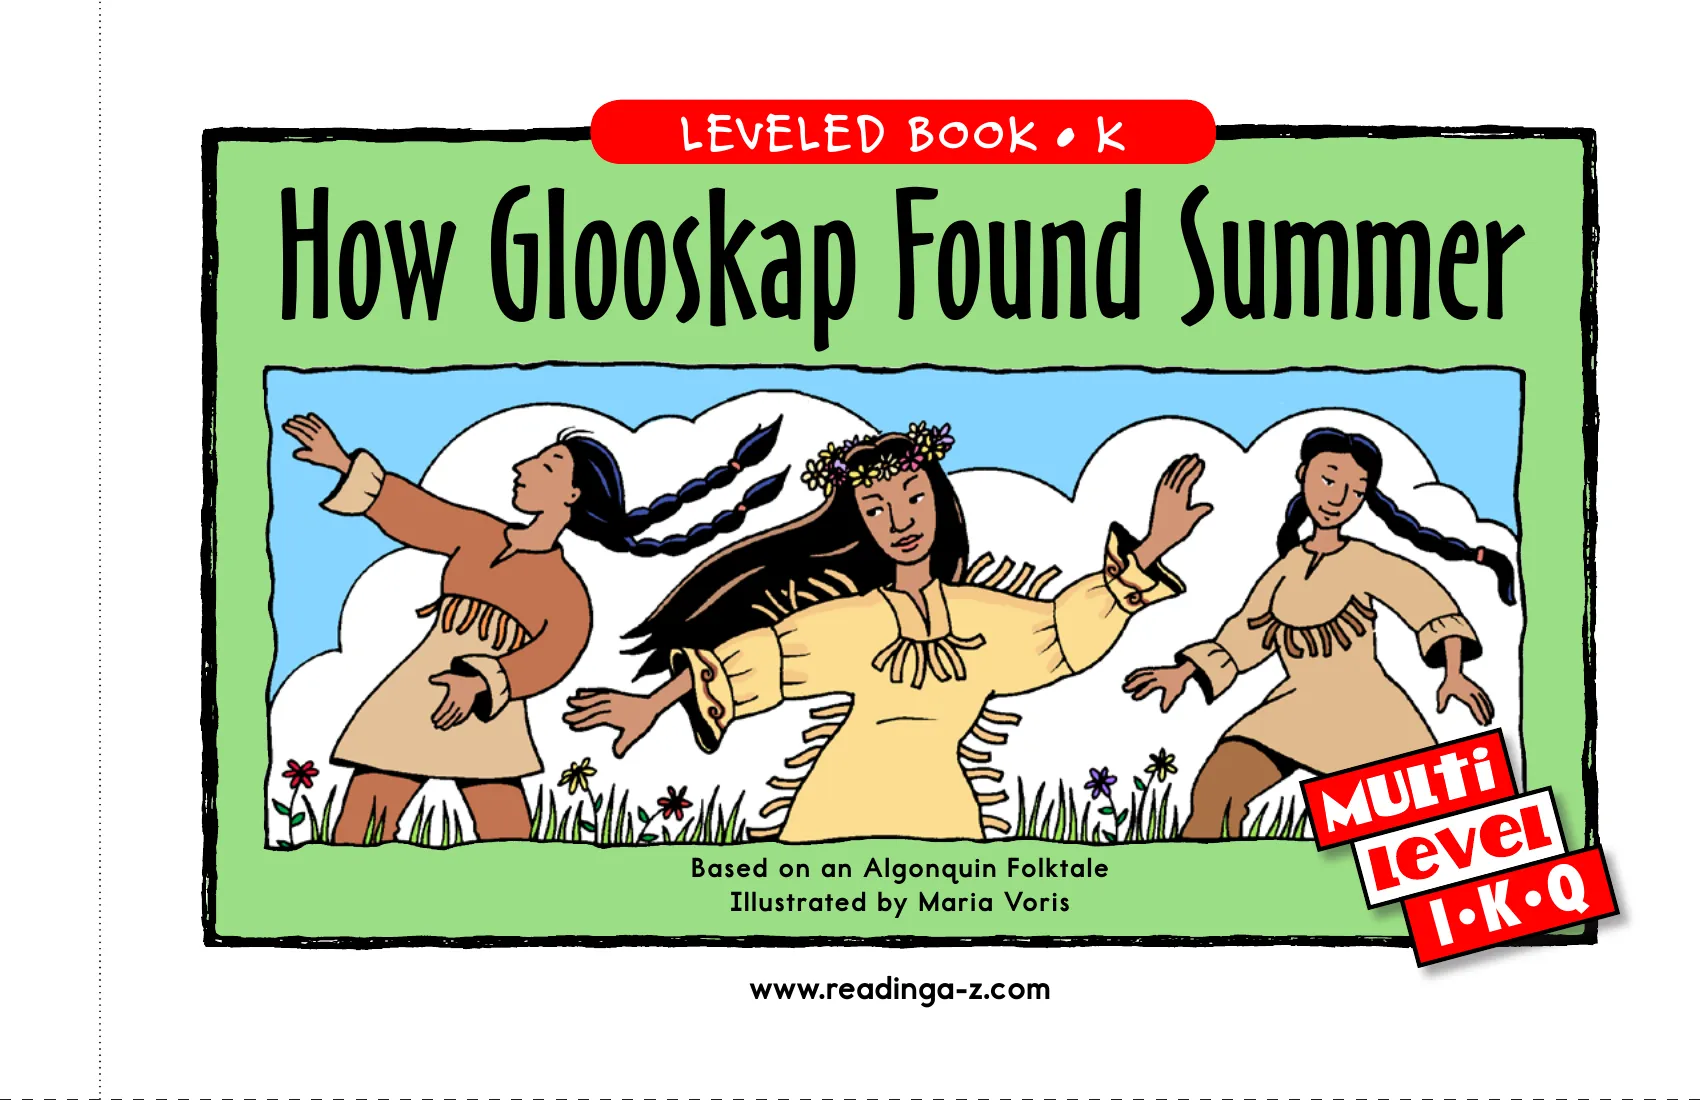 LEVELED BOOK • K
How Glooskap Found Summer
Based on an Algonquin Folktale
Illustrated by Maria Voris
MULTI
LEVEL
I•K•Q
www.readinga-z.com